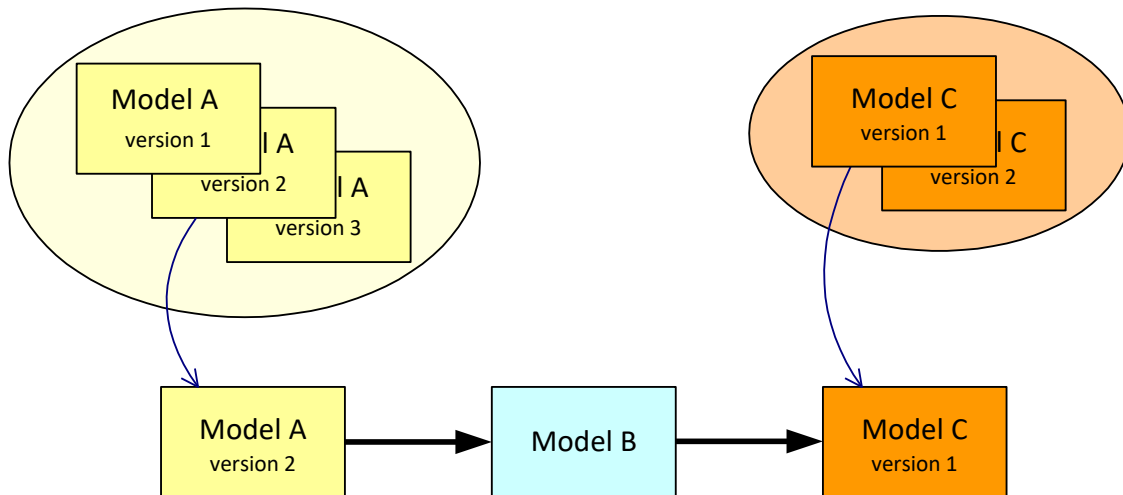 Model A
version 1
l A
version 2
l A
version 3
Model C
version 1
l C
version 2
Model A
version 2
Model B
Model C
version 1